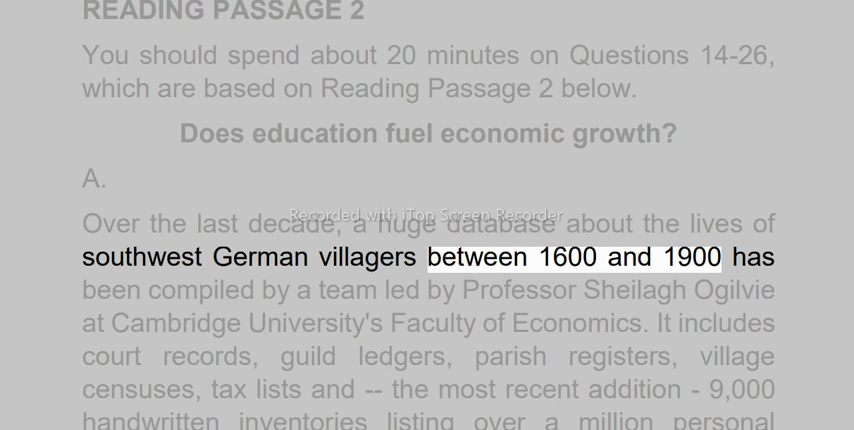 READING PASSAGE 2
You should spend about 20 minutes on Questions 14-26,
which are based on Reading Passage 2 below.
Does education fuel economic growth?
A.
Recorded with iTop Screen Recorder
Over the last decade, a huge database about the lives of
southwest German villagers between 1600 and 1900 has
been compiled by a team led by Professor Sheilagh Ogilvie
at Cambridge University's Faculty of Economics. It includes
court records, guild ledgers, parish registers, village
censuses, tax lists and -- the most recent addition - 9,000
handwritten inventories listing over a million personal